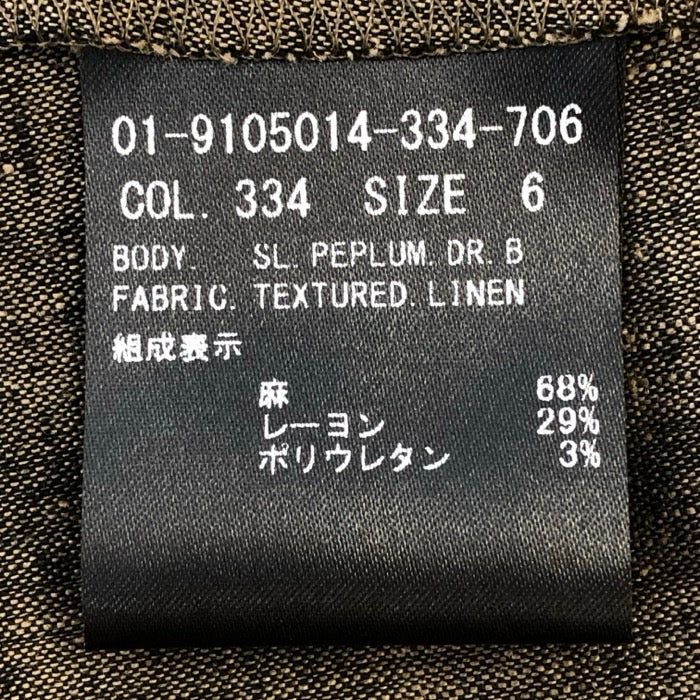 01-9105014-334-706
COL. 334 SIZE 6
BODY. SL.PEPLUM.DR.B
FABRIC. TEXTURED.LINEN
組成表示
麻 68%
レーヨン 29%
ポリウレタン 3%